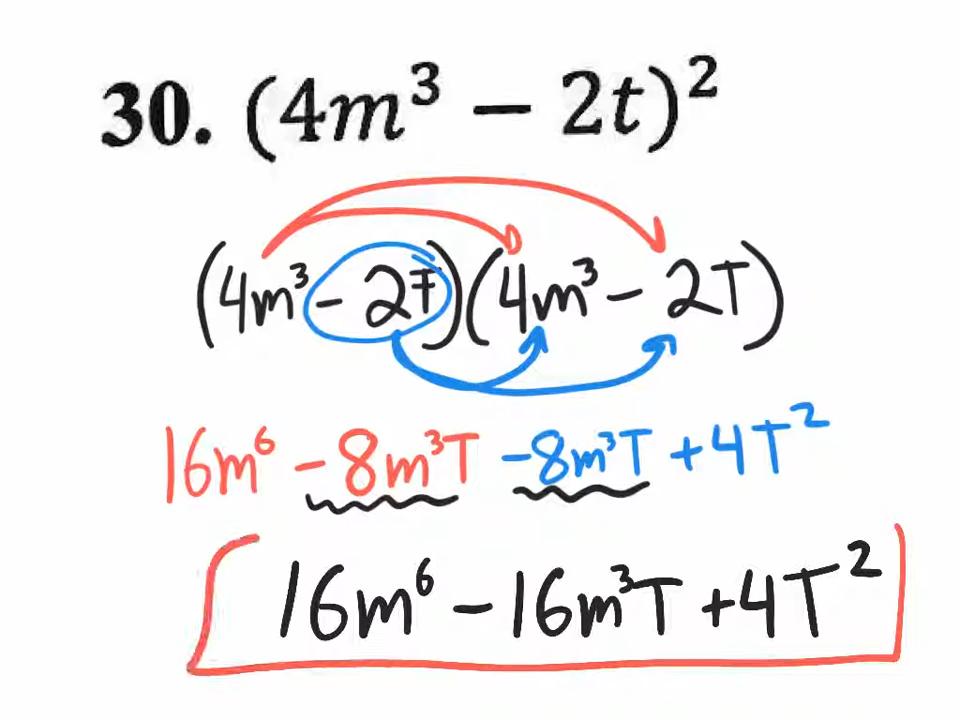 30. (4m³ − 2t)²
(4m³ − 2T)(4m³ − 2T)
16m⁶ − 8m³T − 8m³T + 4T²
16m⁶ − 16m³T + 4T²